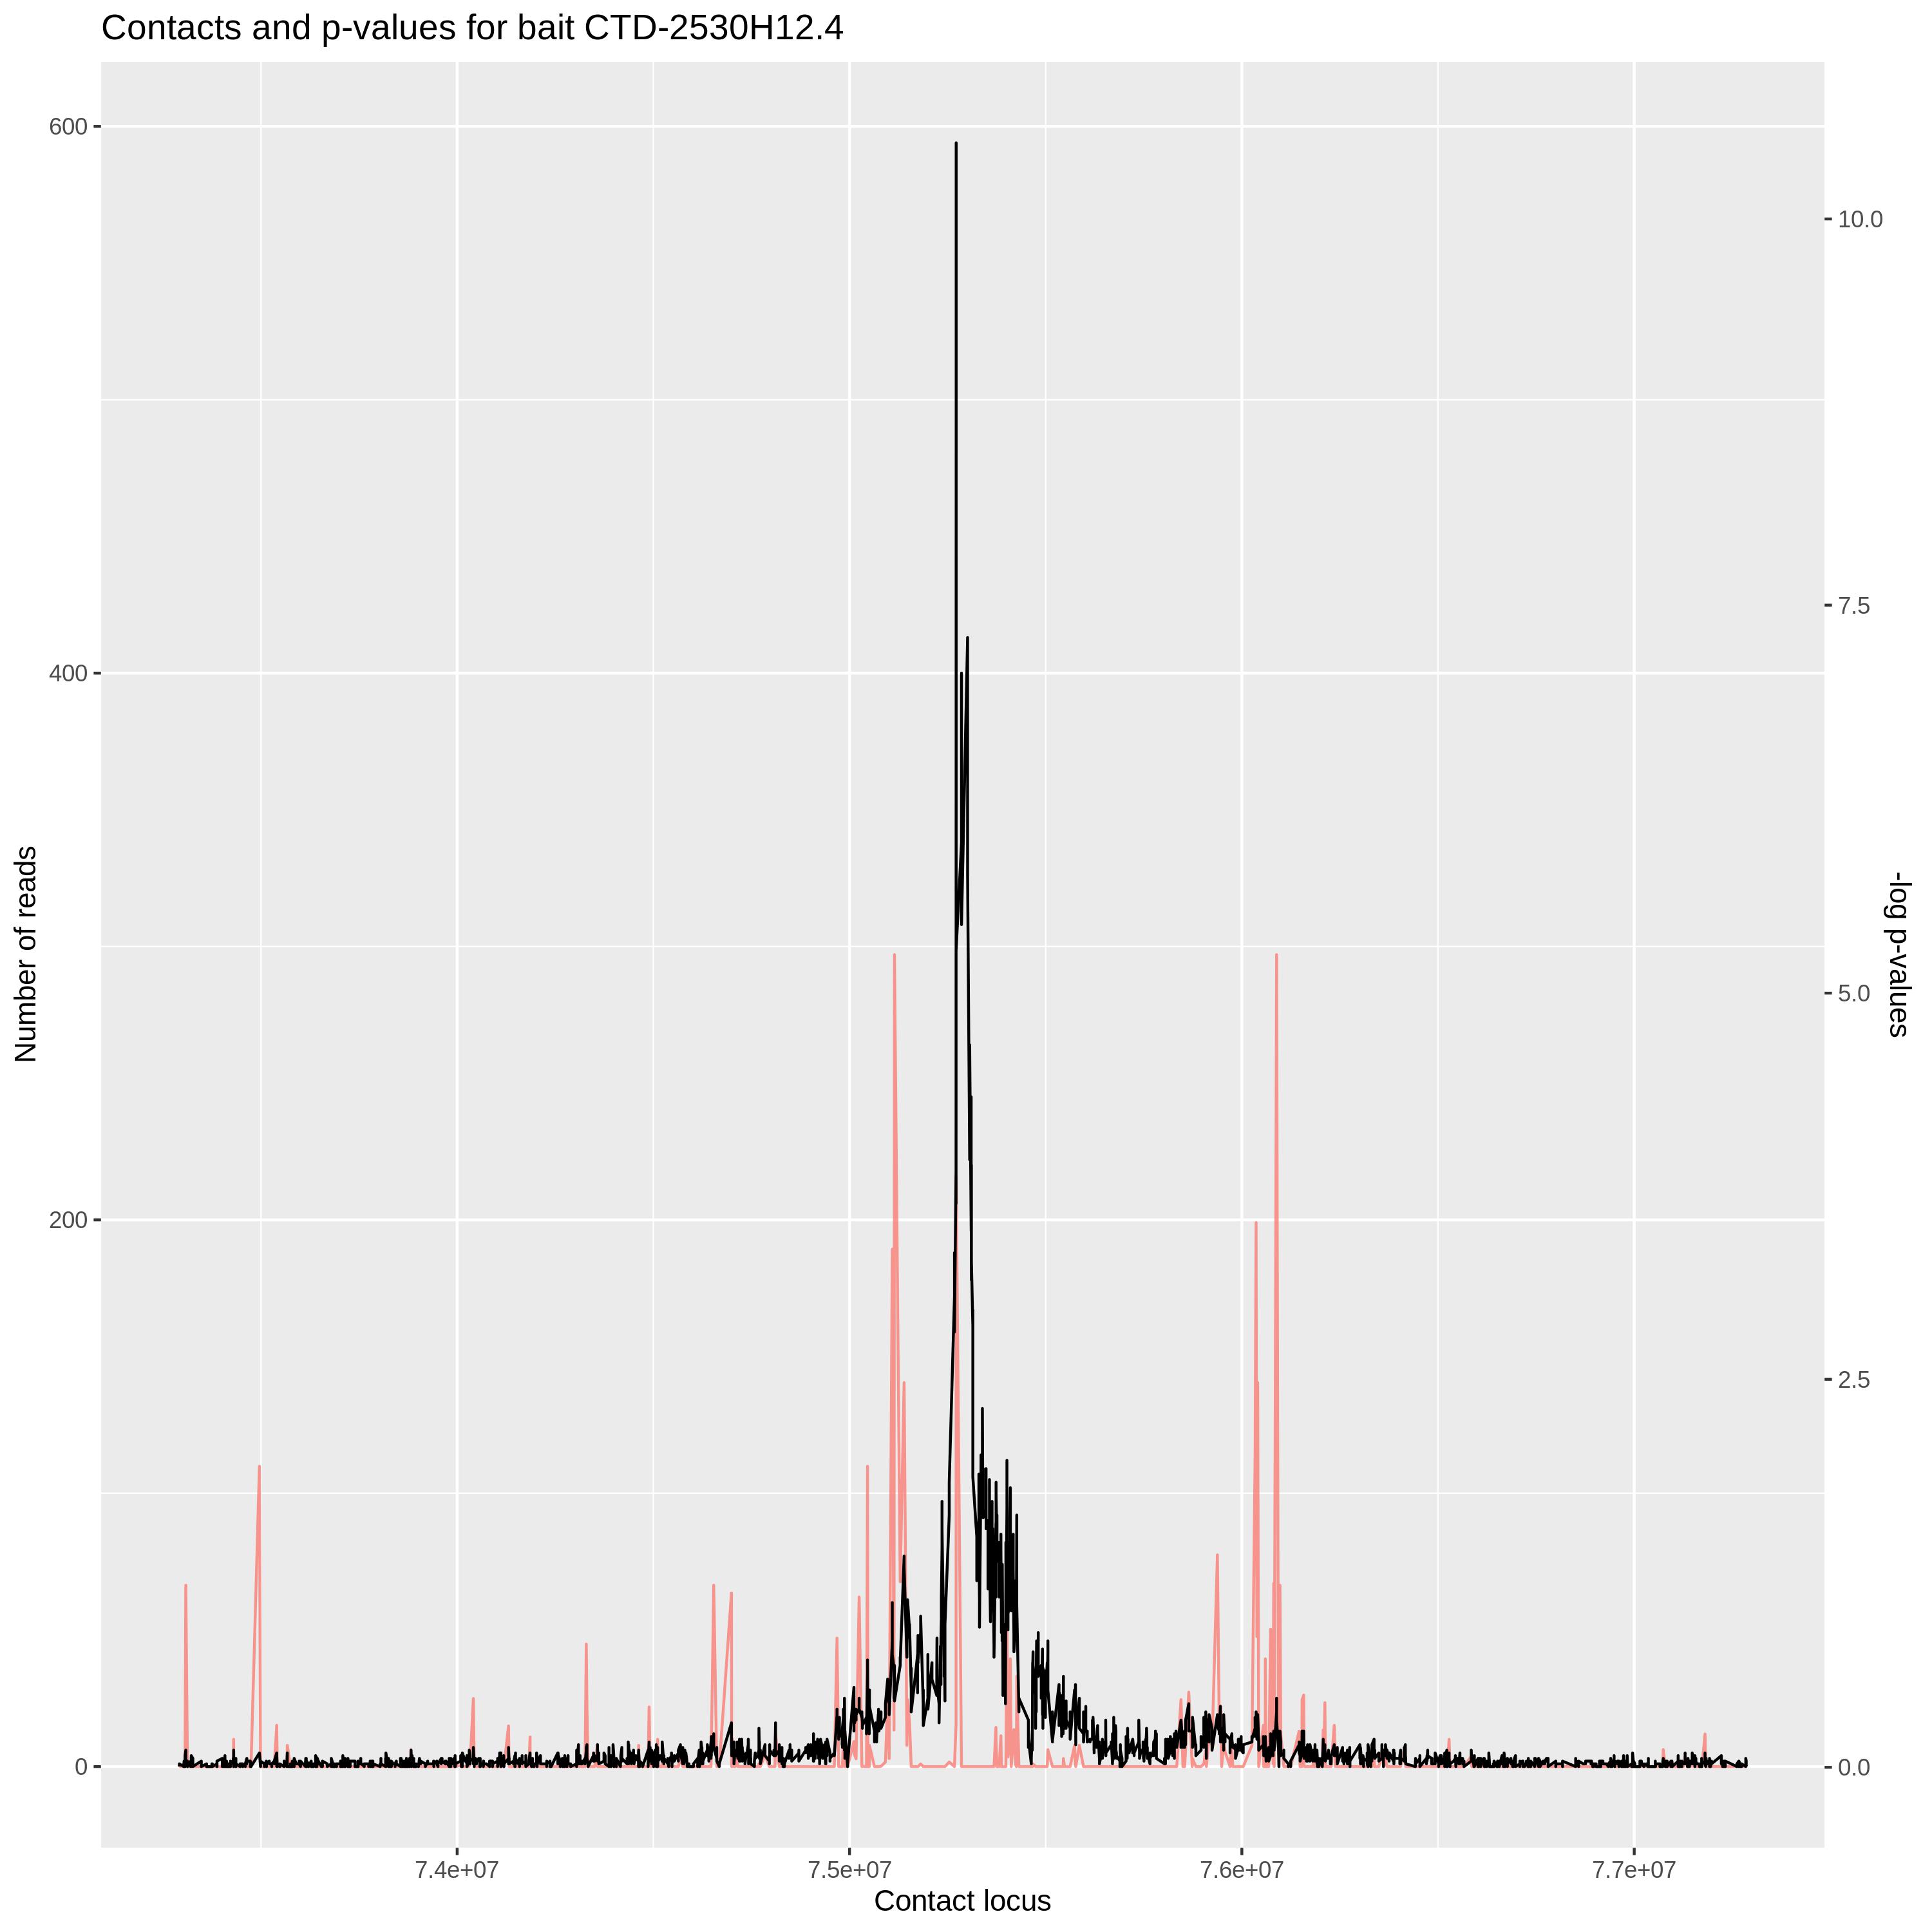 Contacts and p-values for bait CTD-2530H12.4
600
400
200
0
Number of reads
10.0
7.5
5.0
2.5
0.0
-log p-values
7.4e+07 7.5e+07 7.6e+07 7.7e+07
Contact locus